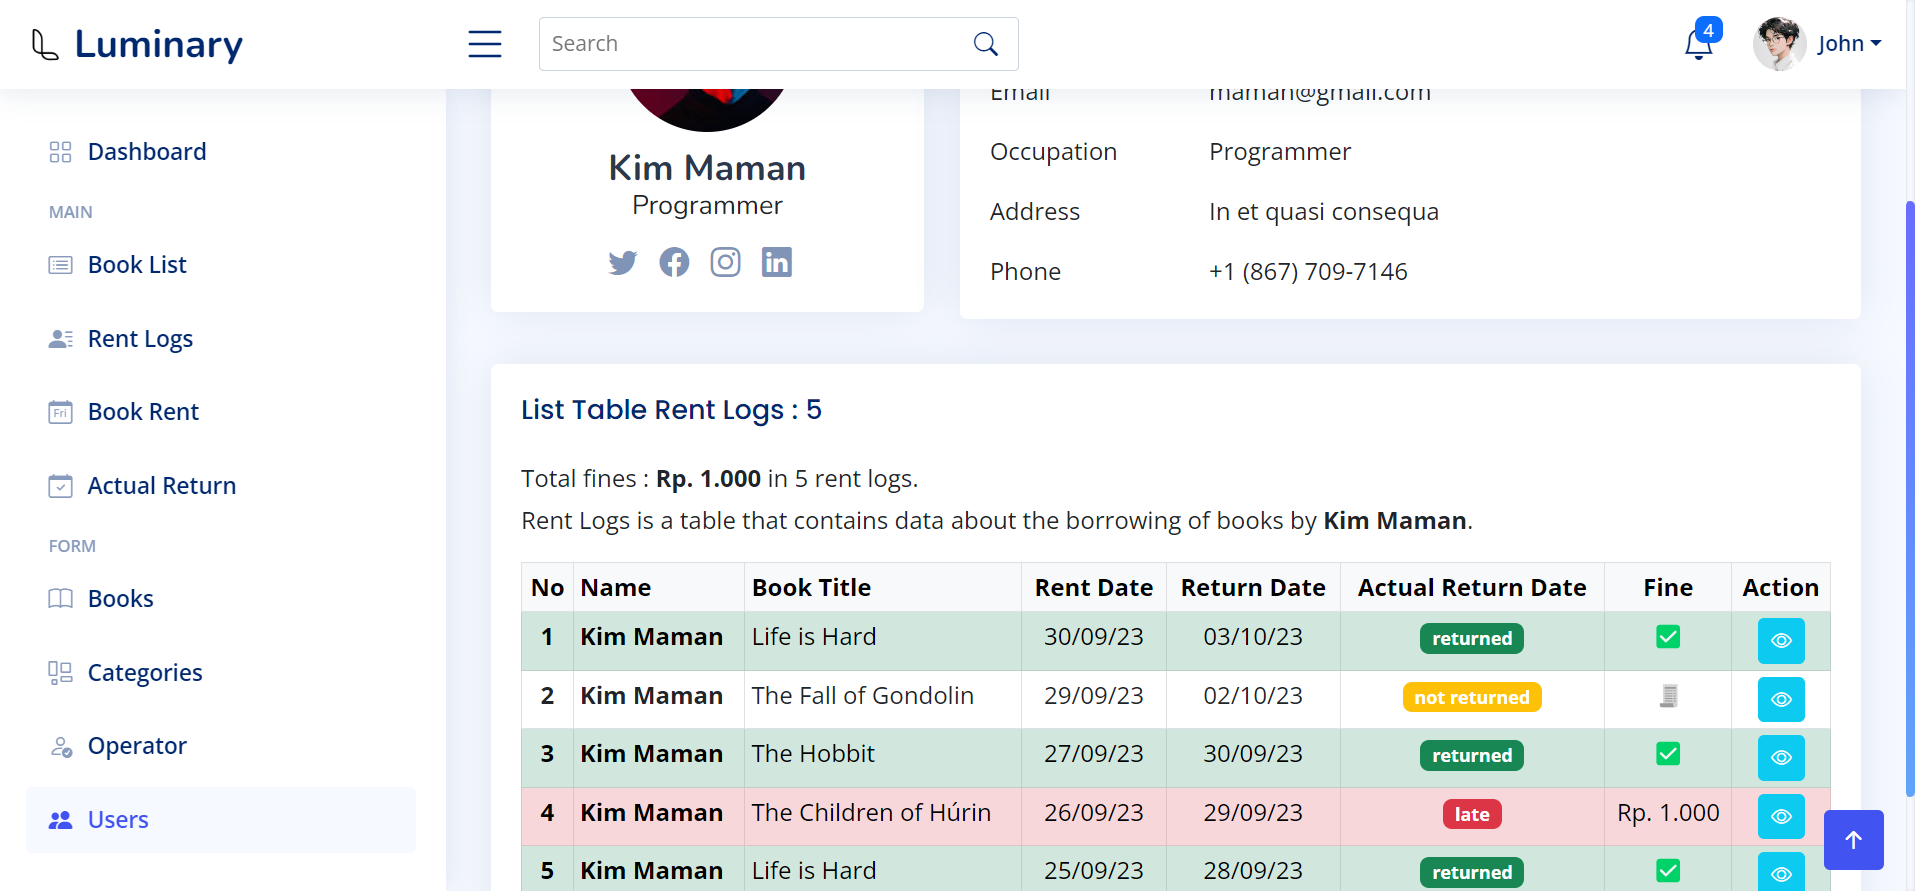 Luminary
Search
4
John
Dashboard
MAIN
Book List
Rent Logs
Fri
Book Rent
Actual Return
FORM
Books
Categories
Operator
Users
Kim Maman
Programmer
Email maman@gmail.com
Occupation Programmer
Address In et quasi consequa
Phone +1 (867) 709-7146
List Table Rent Logs : 5
Total fines : Rp. 1.000 in 5 rent logs.
Rent Logs is a table that contains data about the borrowing of books by Kim Maman.
No Name Book Title Rent Date Return Date Actual Return Date Fine Action
1 Kim Maman Life is Hard 30/09/23 03/10/23 returned
2 Kim Maman The Fall of Gondolin 29/09/23 02/10/23 not returned
3 Kim Maman The Hobbit 27/09/23 30/09/23 returned
4 Kim Maman The Children of Húrin 26/09/23 29/09/23 late Rp. 1.000
5 Kim Maman Life is Hard 25/09/23 28/09/23 returned